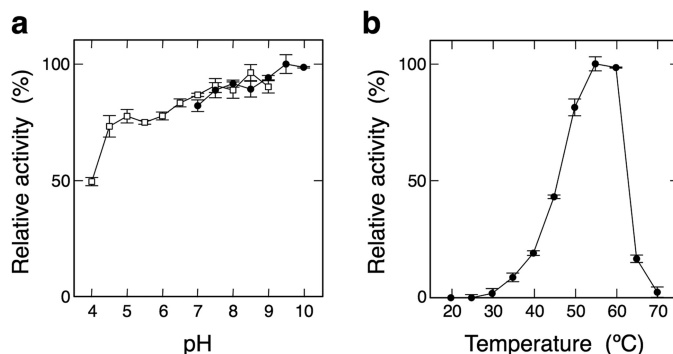 a
Relative activity (%)
100
50
0
4 5 6 7 8 9 10
pH
b
Relative activity (%)
100
50
0
20 30 40 50 60 70
Temperature (ºC)